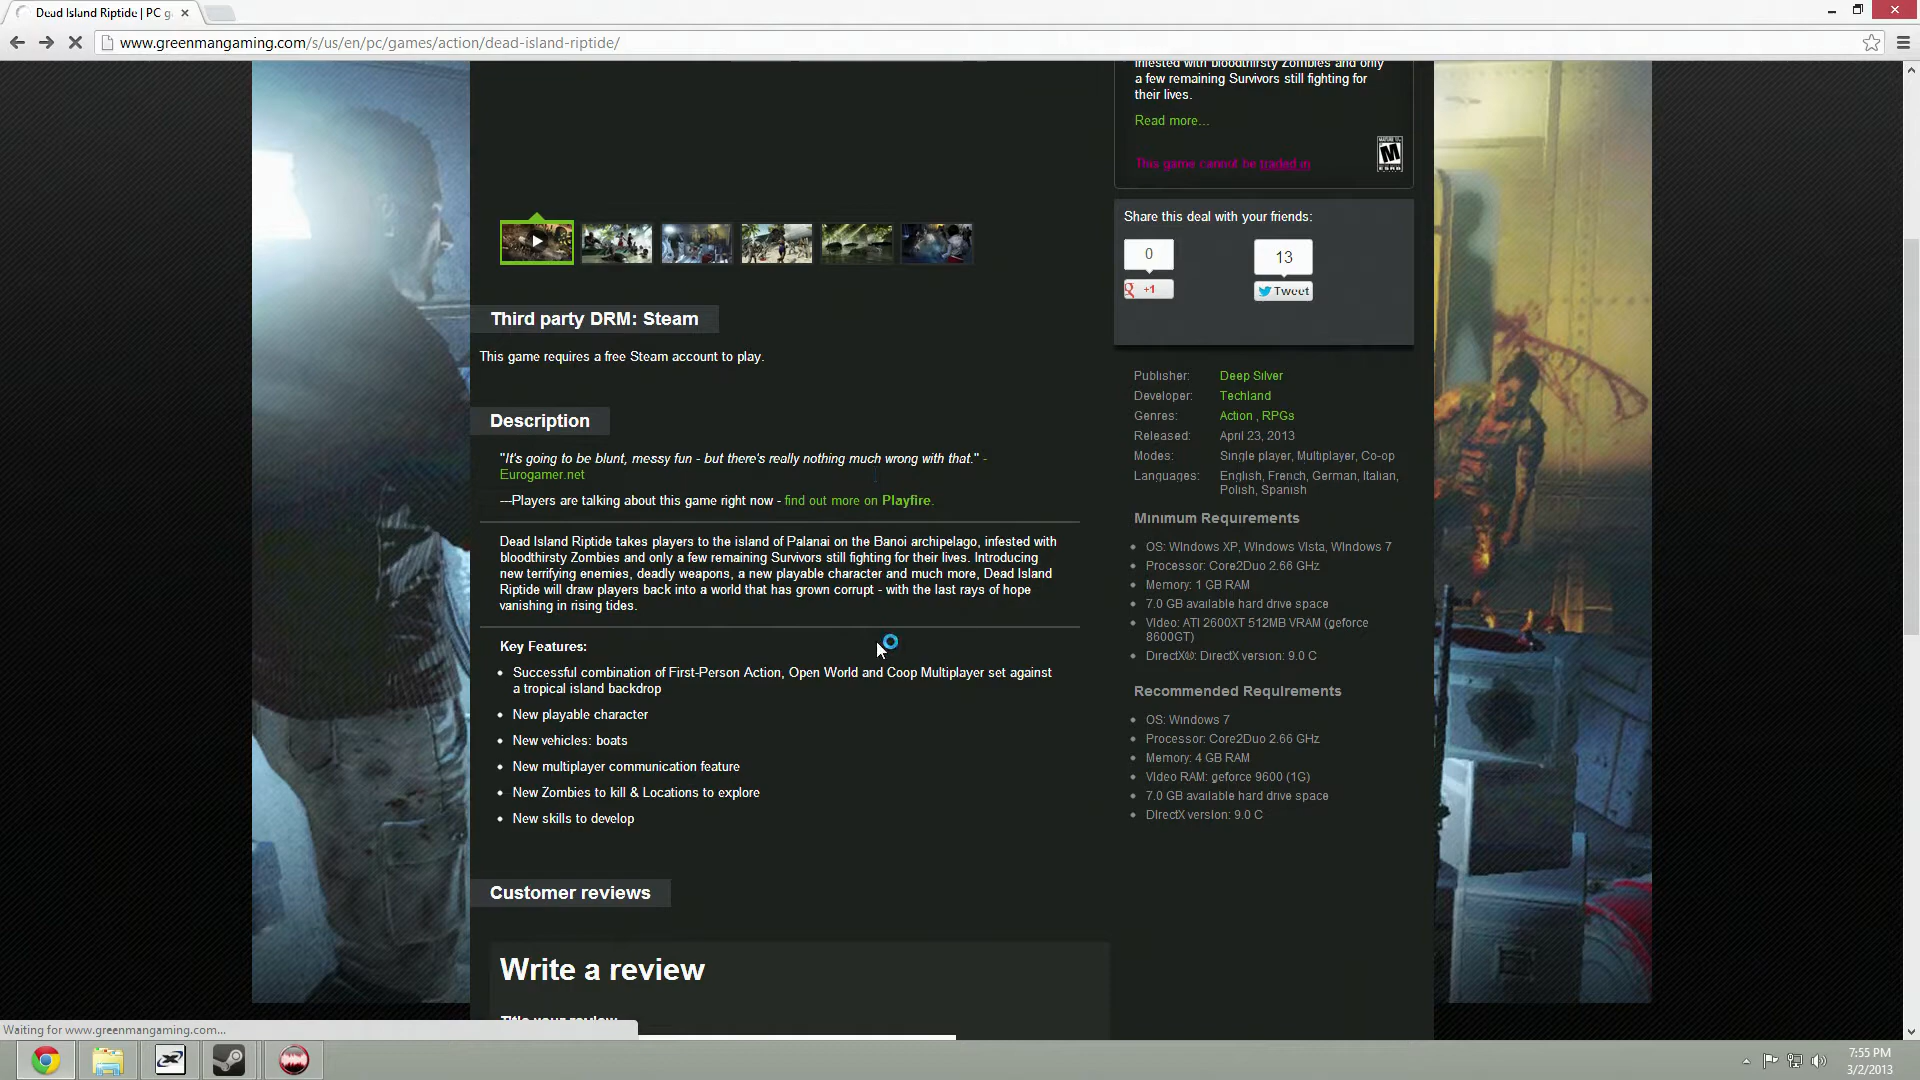 Dead Island Riptide | PC g
www.greenmangaming.com/s/us/en/pc/games/action/dead-island-riptide/
infested with bloodthirsty Zombies and only
a few remaining Survivors still fighting for
their lives.
Read more...
This game cannot be traded in
MATURE 17+
M
ESRB
Share this deal with your friends:
0
13
g +1
Tweet
Third party DRM: Steam
This game requires a free Steam account to play.
Publisher: Deep Silver
Developer: Techland
Genres: Action , RPGs
Released: April 23, 2013
Modes: Single player, Multiplayer, Co-op
Languages: English, French, German, Italian,
Polish, Spanish
Description
"It's going to be blunt, messy fun - but there's really nothing much wrong with that." -
Eurogamer.net
---Players are talking about this game right now - find out more on Playfire.
Dead Island Riptide takes players to the island of Palanai on the Banoi archipelago, infested with
bloodthirsty Zombies and only a few remaining Survivors still fighting for their lives. Introducing
new terrifying enemies, deadly weapons, a new playable character and much more, Dead Island
Riptide will draw players back into a world that has grown corrupt - with the last rays of hope
vanishing in rising tides.
Key Features:
Successful combination of First-Person Action, Open World and Coop Multiplayer set against
a tropical island backdrop
New playable character
New vehicles: boats
New multiplayer communication feature
New Zombies to kill & Locations to explore
New skills to develop
Minimum Requirements
OS: Windows XP, Windows Vista, Windows 7
Processor: Core2Duo 2.66 GHz
Memory: 1 GB RAM
7.0 GB available hard drive space
Video: ATI 2600XT 512MB VRAM (geforce
8600GT)
DirectX®: DirectX version: 9.0 C
Recommended Requirements
OS: Windows 7
Processor: Core2Duo 2.66 GHz
Memory: 4 GB RAM
Video RAM: geforce 9600 (1G)
7.0 GB available hard drive space
DirectX version: 9.0 C
Customer reviews
Write a review
Title your review
Waiting for www.greenmangaming.com...
7:55 PM
3/2/2013